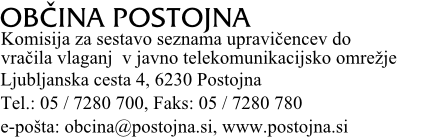 OBČINA POSTOJNA
Komisija za sestavo seznama upravičencev do
vračila vlaganj v javno telekomunikacijsko omrežje
Ljubljanska cesta 4, 6230 Postojna
Tel.: 05 / 7280 700, Faks: 05 / 7280 780
e-pošta: obcina@postojna.si, www.postojna.si